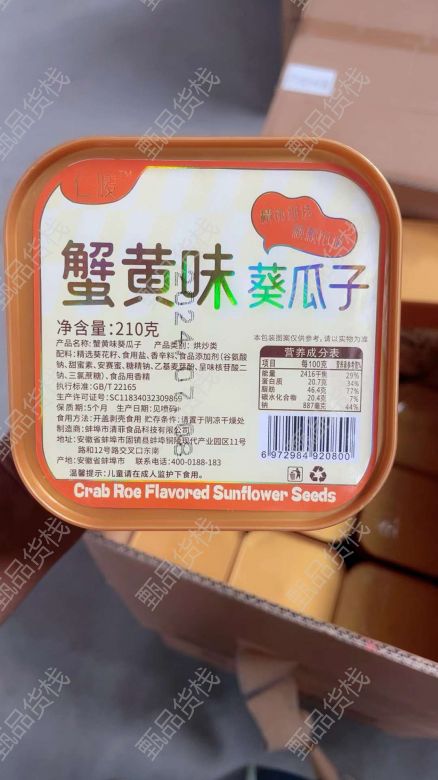 仁陵™
蟹黄味 葵瓜子
2024.07.08
净含量:210克
本包装图案仅供参考,请以实物为准
产品名称:蟹黄味葵瓜子 产品类别:烘炒类
配料:精选葵花籽、食用盐、香辛料、食品添加剂(谷氨酸
钠、甜蜜素、安赛蜜、糖精钠、乙基麦芽酚、呈味核苷酸二
钠、三氯蔗糖)、食品用香精
执行标准:GB/T 22165
生产许可证号:SC11834032309869
保质期:5个月 生产日期:见喷码
食用方法:开盖剥壳食用 贮存条件:请置于阴凉干燥处
制造商:蚌埠市清菲食品科技有限公司
地址:安徽省蚌埠市固镇县蚌埠铜陵现代产业园区11号
路和12号路交叉口东南
产地:安徽省蚌埠市 联系电话:400-0188-183
温馨提示:儿童请在成人监护下食用。
营养成分表
项目 每100克 营养素参考值%
能量 2416千焦 29%
蛋白质 20.7克 34%
脂肪 46.4克 77%
碳水化合物 20.4克 7%
钠 887毫克 44%
6 972984 920800
Crab Roe Flavored Sunflower Seeds
甄品货栈